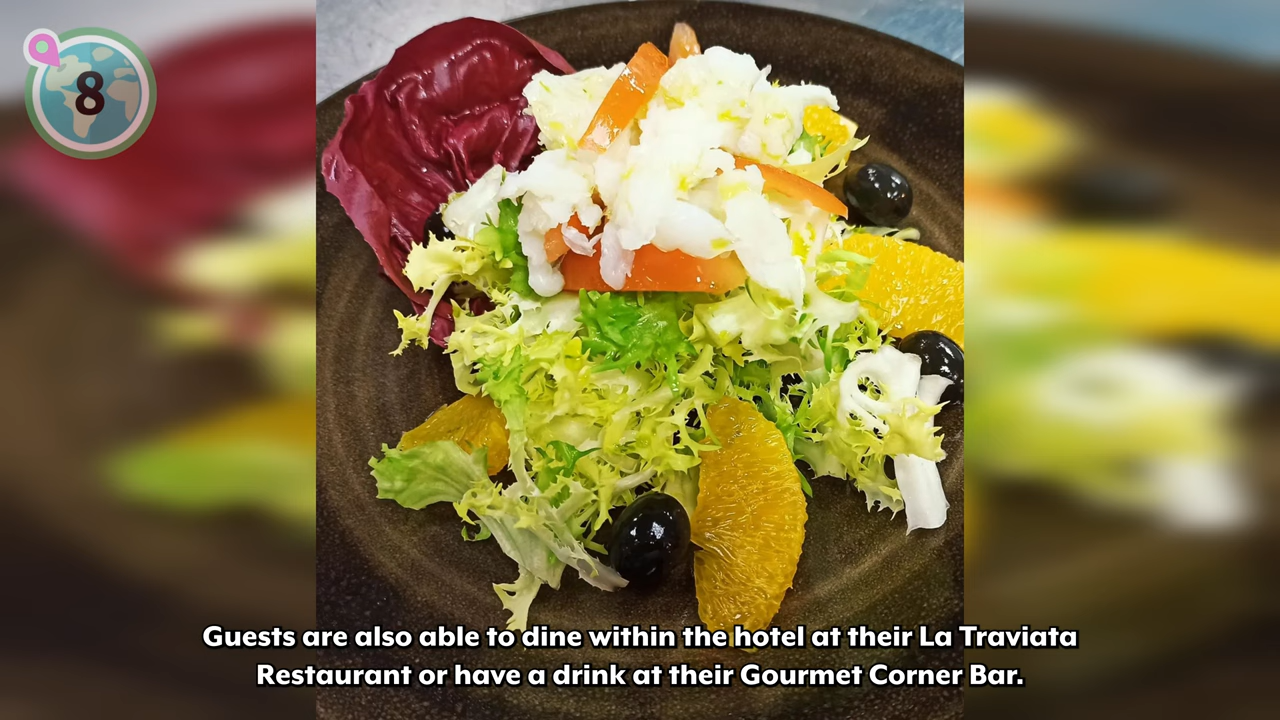 8
Guests are also able to dine within the hotel at their La Traviata
Restaurant or have a drink at their Gourmet Corner Bar.